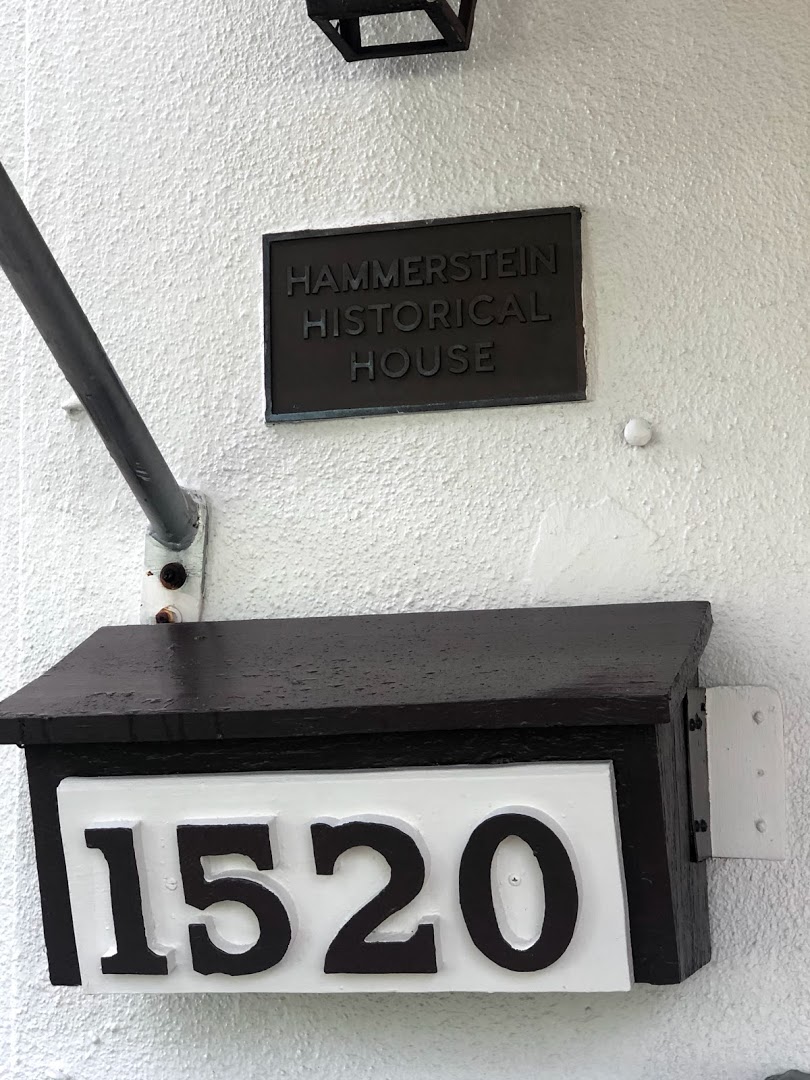 HAMMERSTEIN
HISTORICAL
HOUSE
1520